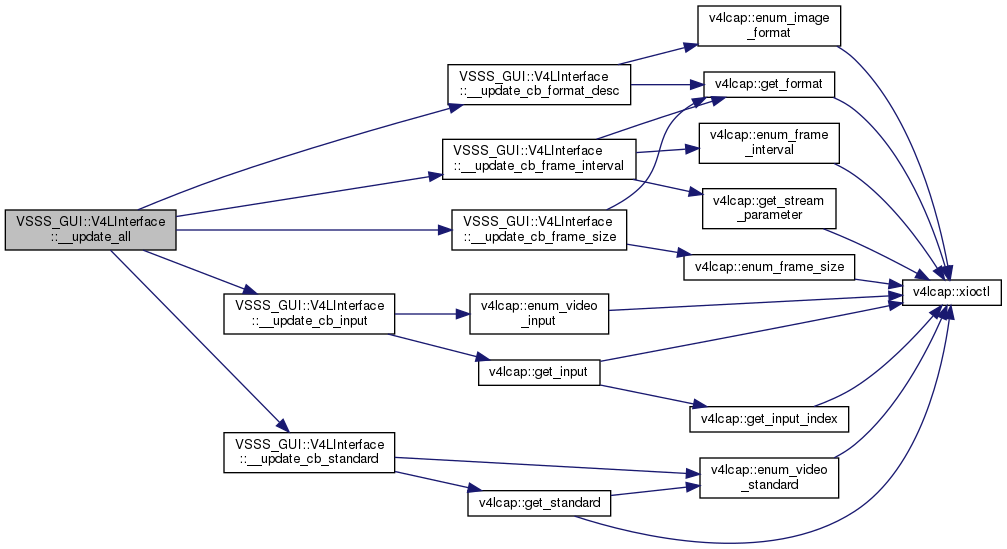 VSSS_GUI::V4LInterface
::__update_all
VSSS_GUI::V4LInterface
::__update_cb_format_desc
VSSS_GUI::V4LInterface
::__update_cb_frame_interval
VSSS_GUI::V4LInterface
::__update_cb_frame_size
VSSS_GUI::V4LInterface
::__update_cb_input
VSSS_GUI::V4LInterface
::__update_cb_standard
v4lcap::enum_image
_format
v4lcap::get_format
v4lcap::enum_frame
_interval
v4lcap::get_stream
_parameter
v4lcap::enum_frame_size
v4lcap::enum_video
_input
v4lcap::get_input
v4lcap::get_input_index
v4lcap::enum_video
_standard
v4lcap::get_standard
v4lcap::xioctl